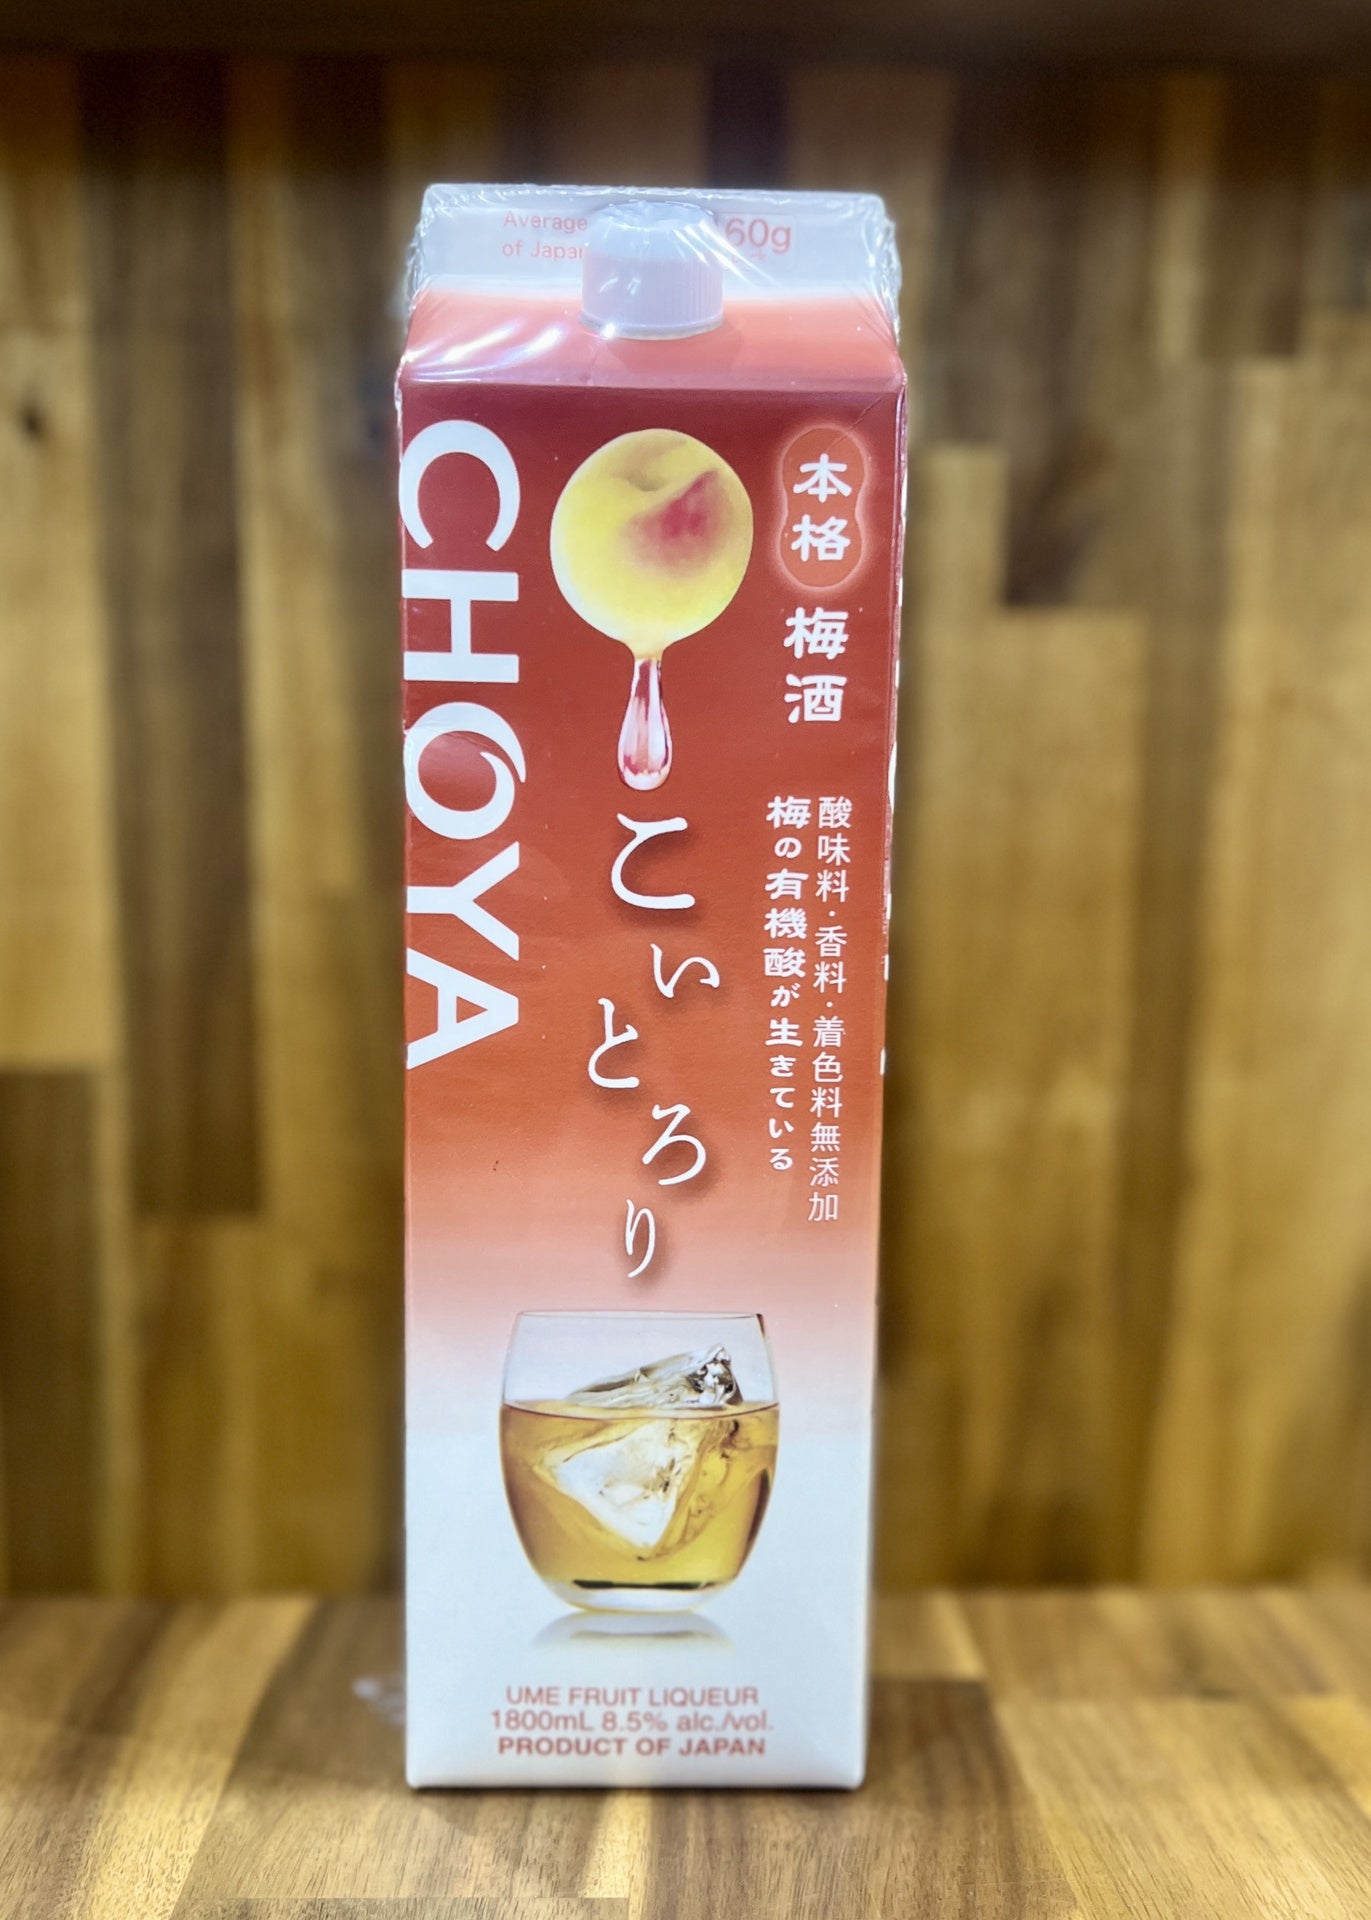 Average
of Japan
60g
CHOYA
本格
梅酒
酸味料・香料・着色料無添加
梅の有機酸が生きている
こいとろり
UME FRUIT LIQUEUR
1800mL 8.5% alc./vol.
PRODUCT OF JAPAN